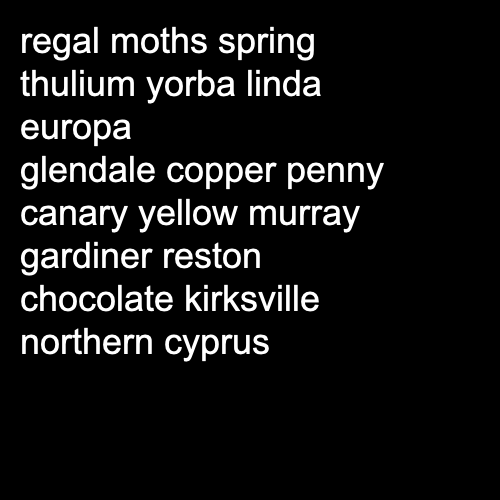 regal moths spring
thulium yorba linda
europa
glendale copper penny
canary yellow murray
gardiner reston
chocolate kirksville
northern cyprus